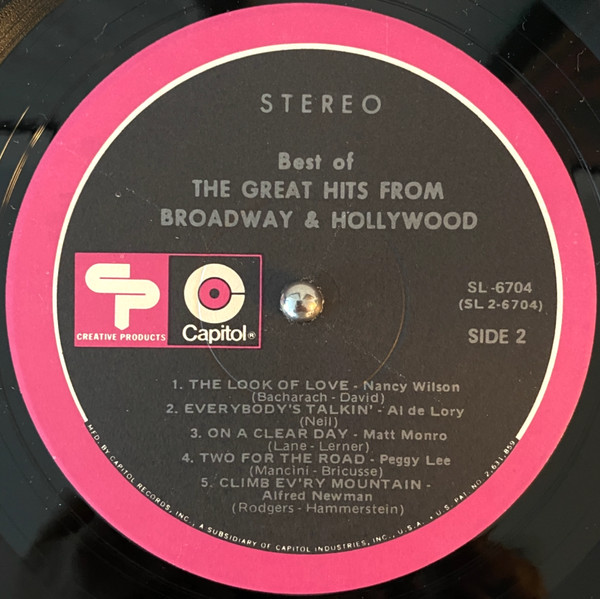 STEREO
Best of
THE GREAT HITS FROM
BROADWAY & HOLLYWOOD
CREATIVE PRODUCTS
Capitol®
SL-6704
(SL 2-6704)
SIDE 2
1. THE LOOK OF LOVE - Nancy Wilson
(Bacharach - David)
2. EVERYBODY'S TALKIN' - Al de Lory
(Neil)
3. ON A CLEAR DAY - Matt Monro
(Lane - Lerner)
4. TWO FOR THE ROAD - Peggy Lee
(Mancini - Bricusse)
5. CLIMB EV'RY MOUNTAIN -
Alfred Newman
(Rodgers - Hammerstein)
MFD. BY CAPITOL RECORDS, INC., A SUBSIDIARY OF CAPITOL INDUSTRIES, INC., U.S.A. • U.S. PAT. NO. 2,631,859